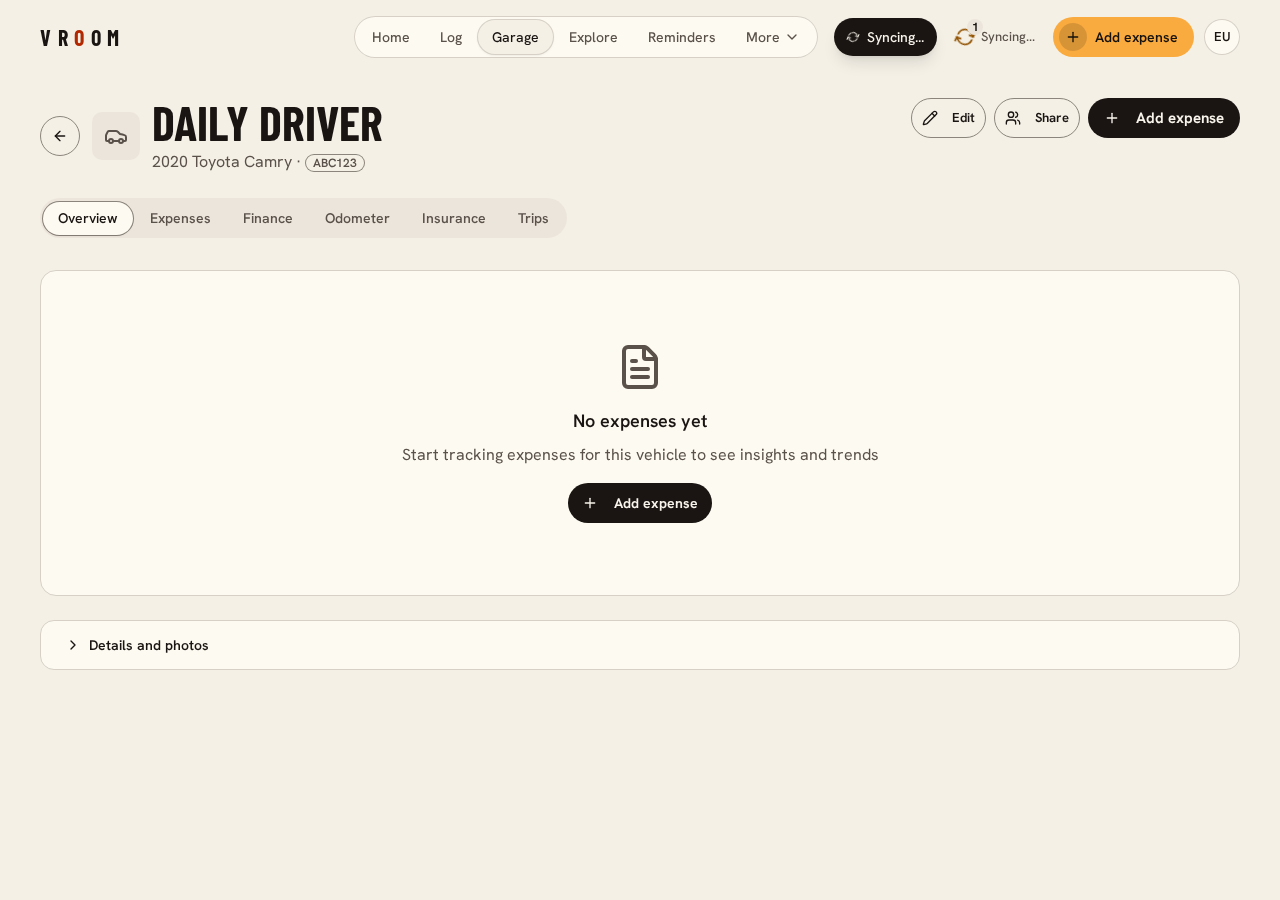 VROOM
Home Log Garage Explore Reminders More
Syncing...
1
Syncing...
Add expense
EU
DAILY DRIVER
2020 Toyota Camry · ABC123
Edit
Share
Add expense
Overview Expenses Finance Odometer Insurance Trips
No expenses yet
Start tracking expenses for this vehicle to see insights and trends
Add expense
Details and photos